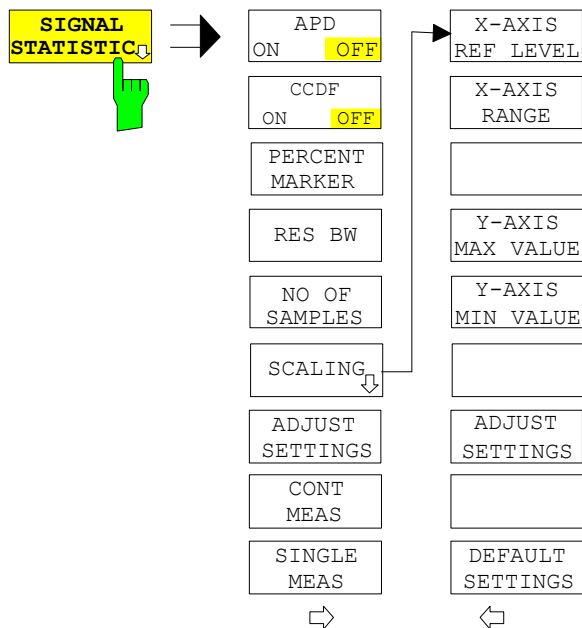 SIGNAL
STATISTIC
APD
ON OFF
CCDF
ON OFF
PERCENT
MARKER
RES BW
NO OF
SAMPLES
SCALING
ADJUST
SETTINGS
CONT
MEAS
SINGLE
MEAS
X-AXIS
REF LEVEL
X-AXIS
RANGE
Y-AXIS
MAX VALUE
Y-AXIS
MIN VALUE
ADJUST
SETTINGS
DEFAULT
SETTINGS